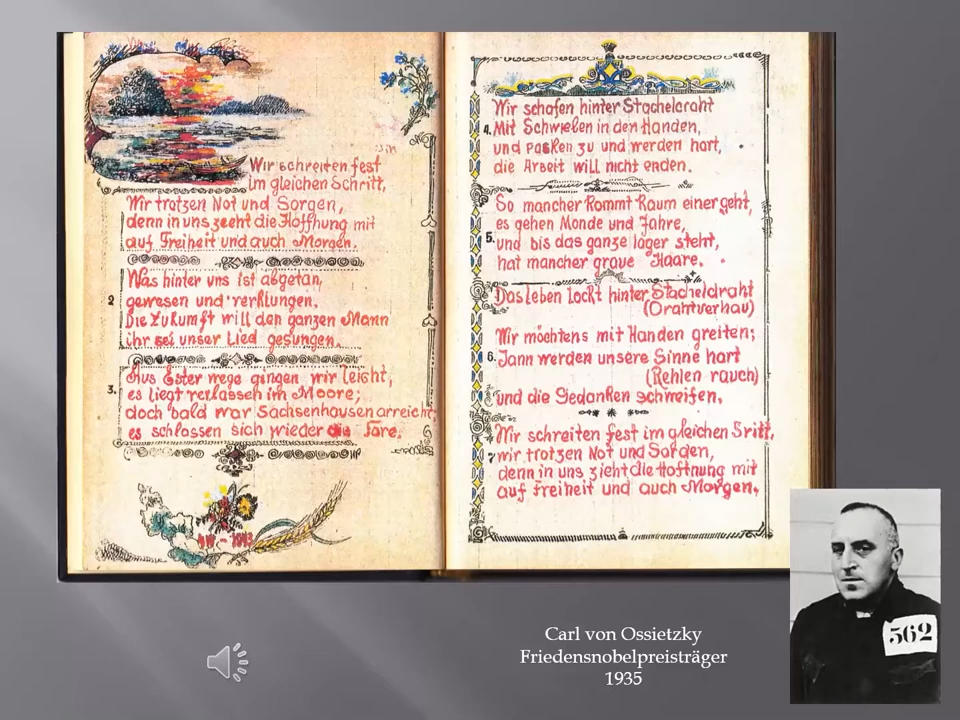 Wir schreiten fest
Im gleichen Schritt,
Wir trotzen Not und Sorgen,
denn in uns zeeht die Hoffnung mit
auf Freiheit und auch Morgen.
2
Was hinter uns ist abgetan,
gewesen und verklungen.
Die Zukumft will den ganzen Mann
ihr sei unser Lied gesungen.
3.
Aus Ester wege gingen wir leicht,
es liegt verlassen im Moore;
doch bald war Sachsenhausen erreicht,
es schlossen sich wieder die Tore.
4.
Wir schafen hinter Stacheldraht
Mit Schwielen in den Handen,
und packen zu und werden hart,
die Arbeit will nicht enden.
5.
So mancher kommt kaum einer geht,
es gehen Monde und Jahre,
und bis das ganze lager steht,
hat mancher graue Haare.
6.
Das leben lockt hinter Stacheldraht
(Drahtverhau)
Wir möchtens mit Handen greifen;
Dann werden unsere Sinne hart
(Kehlen rauch)
und die Gedanken schweifen.
7
Wir schreiten fest im gleichen Sritt,
wir trotzen Not und
denn in uns zieht die Hoffnung mit
auf Freiheit und auch Morgen.
562
Carl von Ossietzky
Friedensnobelpreisträger
1935